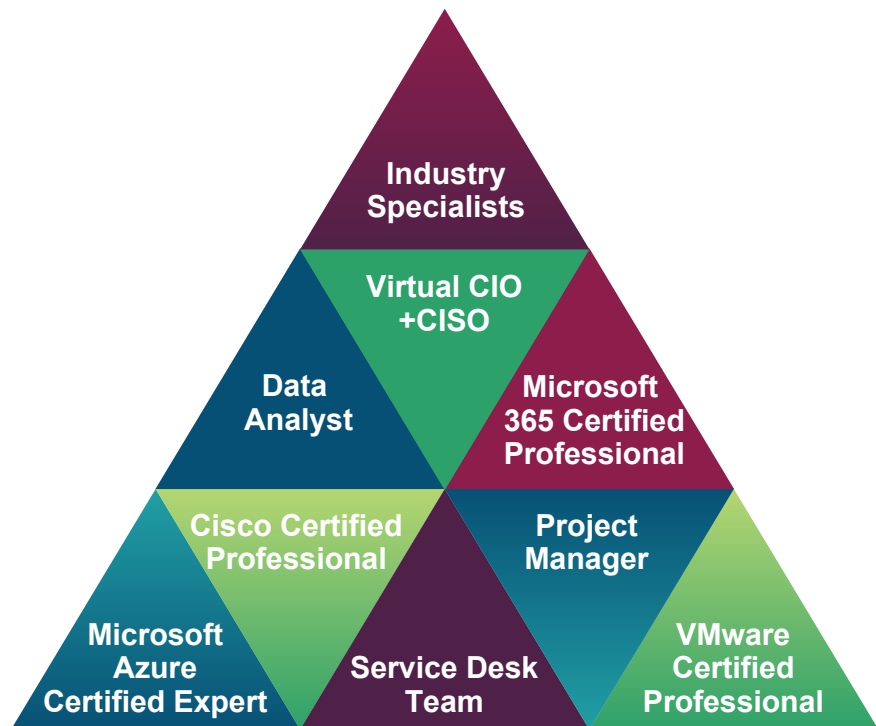 Industry
Specialists
Virtual CIO
+CISO
Data
Analyst
Microsoft
365 Certified
Professional
Cisco Certified
Professional
Project
Manager
Microsoft
Azure
Certified Expert
Service Desk
Team
VMware
Certified
Professional